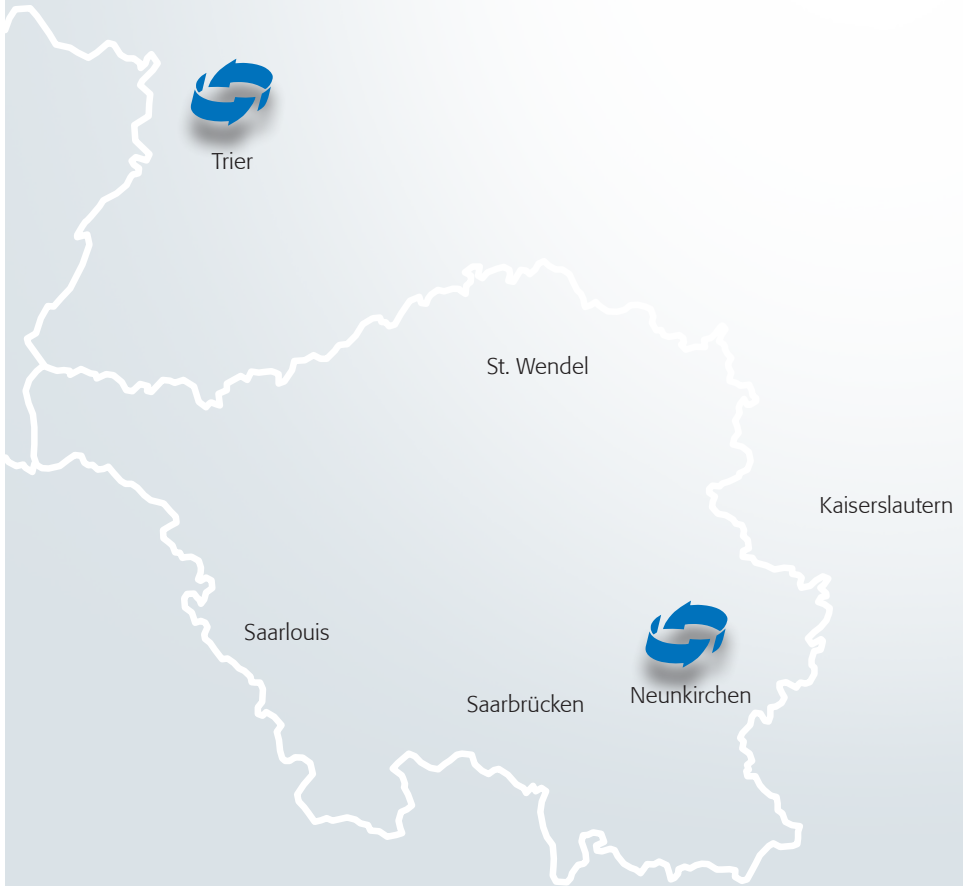 Trier
St. Wendel
Kaiserslautern
Saarlouis
Neunkirchen
Saarbrücken